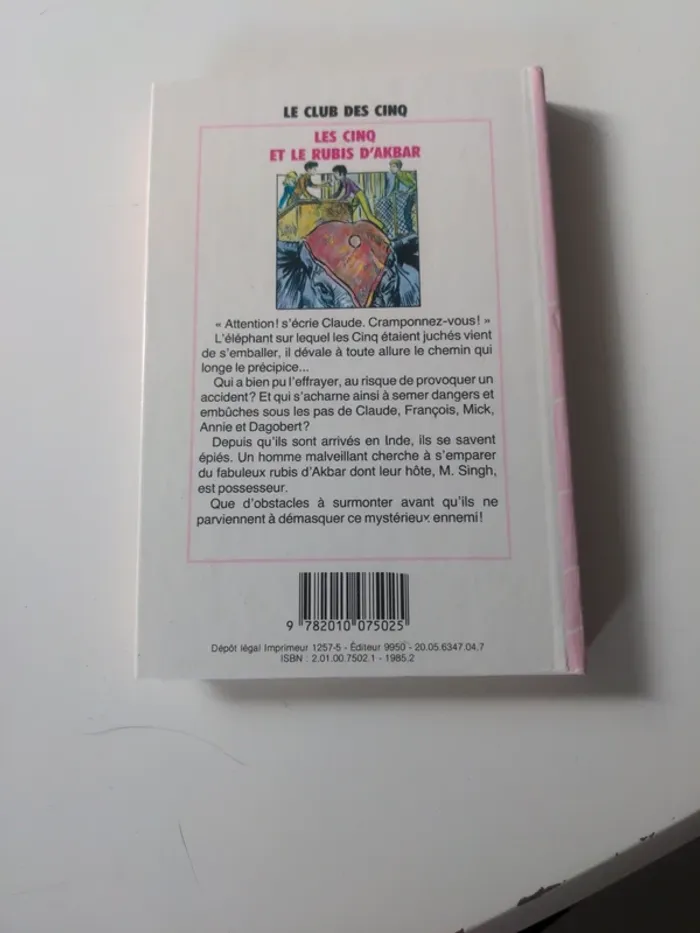 LE CLUB DES CINQ
LES CINQ
ET LE RUBIS D'AKBAR
« Attention! s'écrie Claude. Cramponnez-vous! »
L'éléphant sur lequel les Cinq étaient juchés vient
de s'emballer, il dévale à toute allure le chemin qui
longe le précipice...
Qui a bien pu l'effrayer, au risque de provoquer un
accident? Et qui s'acharne ainsi à semer dangers et
embûches sous les pas de Claude, François, Mick,
Annie et Dagobert?
Depuis qu'ils sont arrivés en Inde, ils se savent
épiés. Un homme malveillant cherche à s'emparer
du fabuleux rubis d'Akbar dont leur hôte, M. Singh,
est possesseur.
Que d'obstacles à surmonter avant qu'ils ne
parviennent à démasquer ce mystérieux ennemi!
9 782010 075025
Dépôt légal Imprimeur 1257-5 - Éditeur 9950 - 20.05.6347.04.7
ISBN : 2.01.00.7502.1 - 1985.2